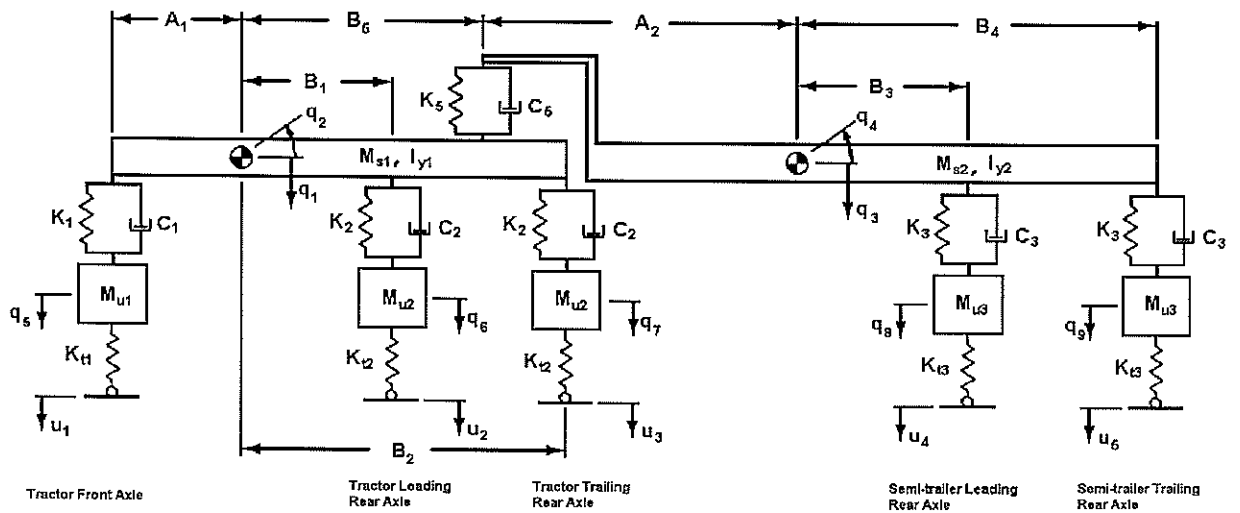 A1
B5
A2
B4
B1
B3
K5
C5
q2
q4
Ms1, Iy1
Ms2, Iy2
q1
q3
K1
C1
K2
C2
K2
C2
K3
C3
K3
C3
Mu1
Mu2
Mu2
Mu3
Mu3
q5
q6
q7
q8
q9
Kt1
Kt2
Kt2
Kt3
Kt3
u1
u2
u3
u4
u5
B2
Tractor Front Axle
Tractor Leading
Rear Axle
Tractor Trailing
Rear Axle
Semi-trailer Leading
Rear Axle
Semi-trailer Trailing
Rear Axle